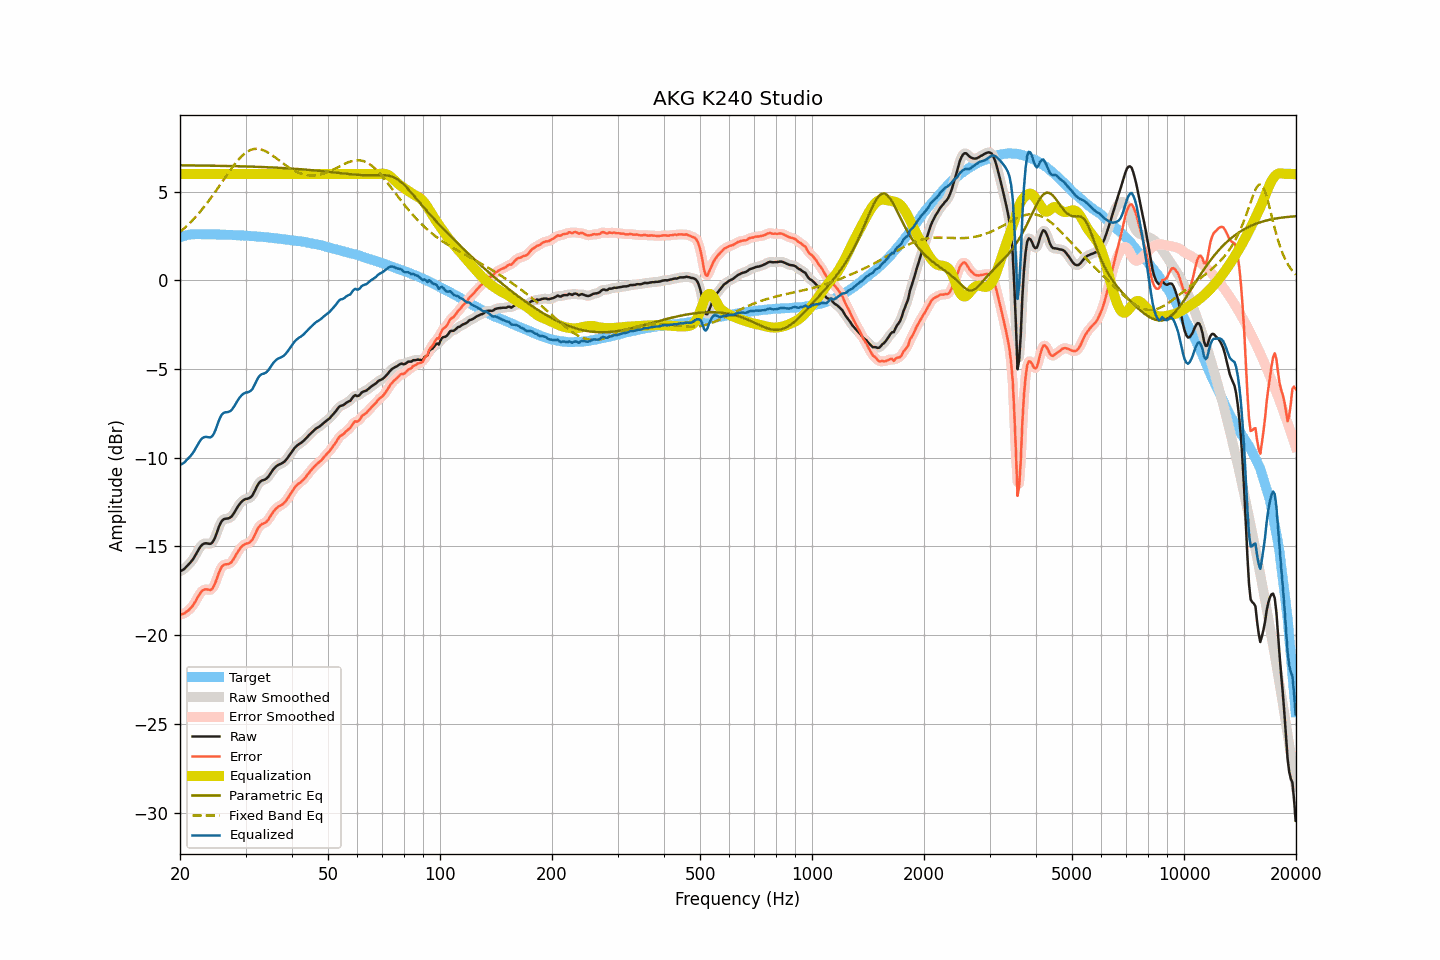 AKG K240 Studio
Amplitude (dBr)
5
0
−5
−10
−15
−20
−25
−30
Target
Raw Smoothed
Error Smoothed
Raw
Error
Equalization
Parametric Eq
Fixed Band Eq
Equalized
20 50 100 200 500 1000 2000 5000 10000 20000
Frequency (Hz)